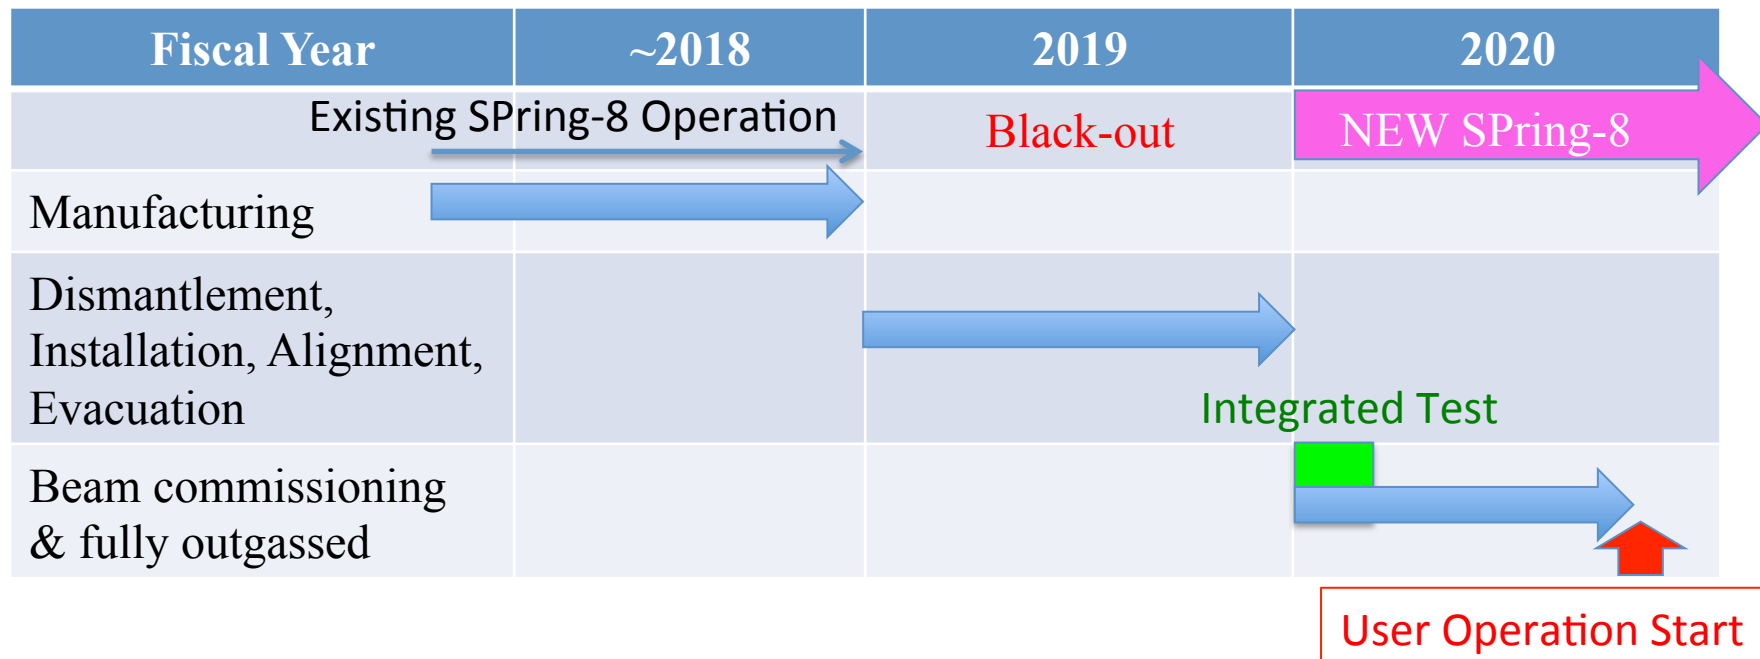 Fiscal Year ~2018 2019 2020
Existing SPring-8 Operation
Black-out
NEW SPring-8
Manufacturing
Dismantlement,
Installation, Alignment,
Evacuation
Integrated Test
Beam commissioning
& fully outgassed
User Operation Start